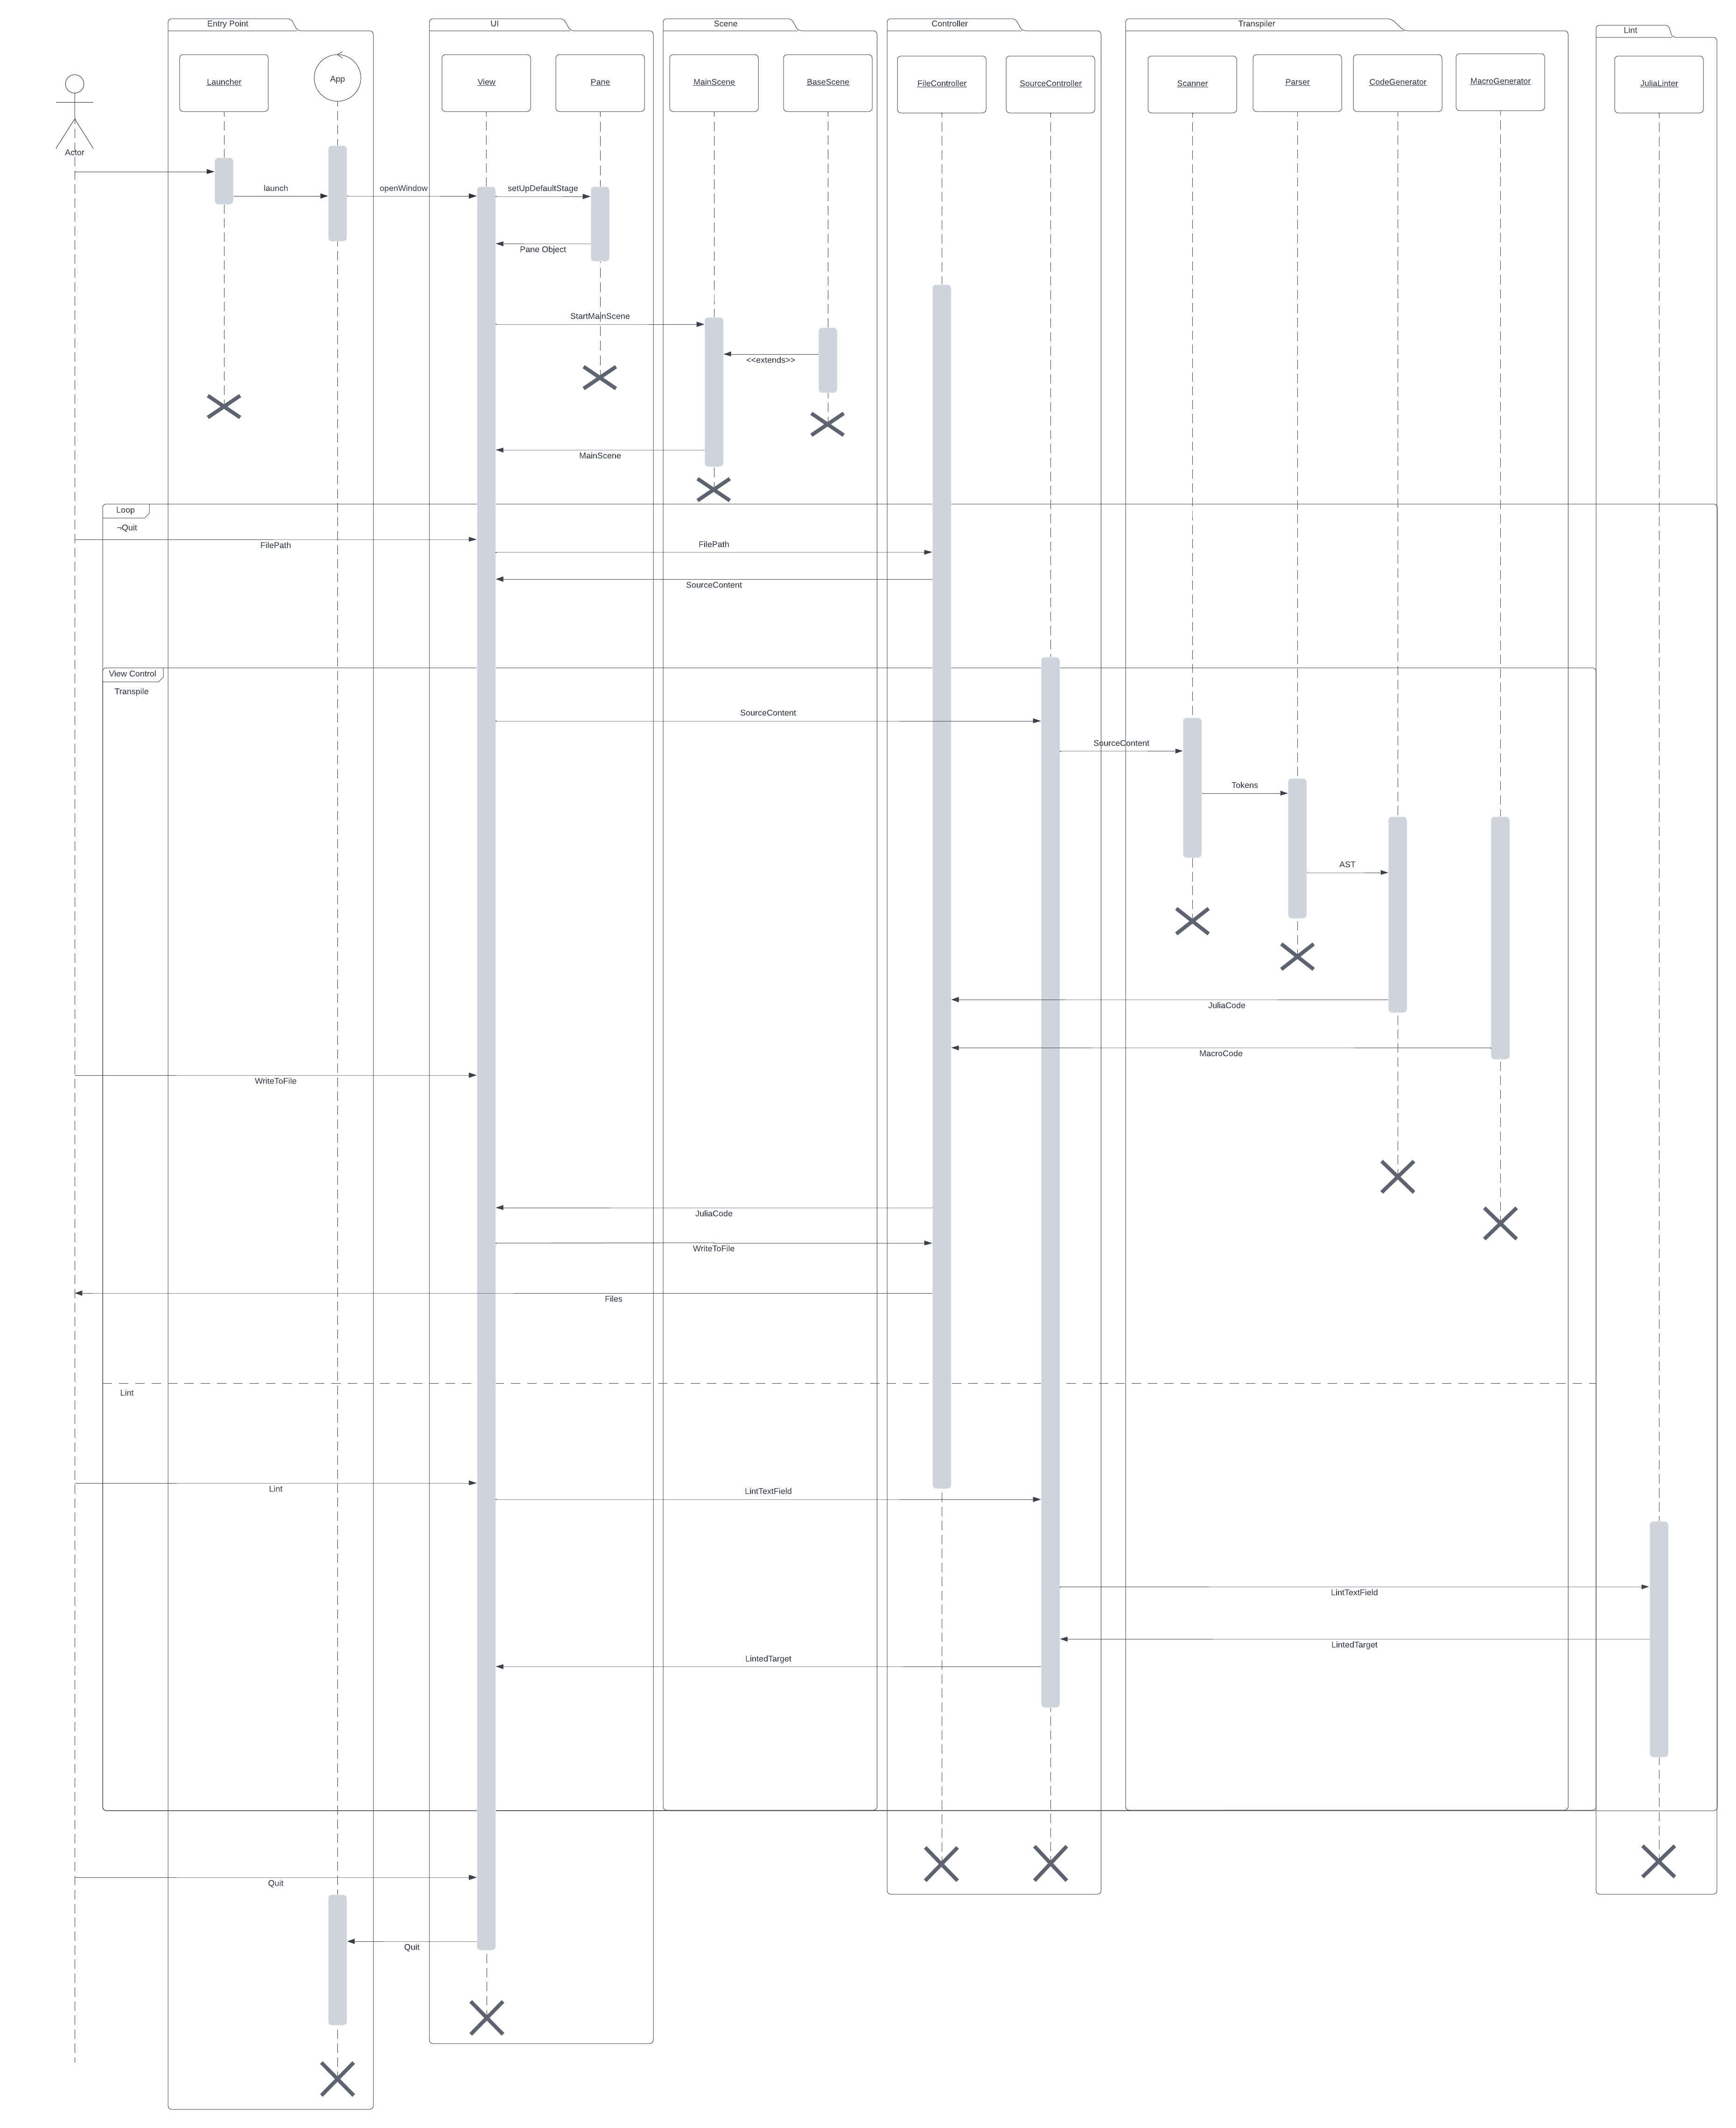 Entry Point
UI
Scene
Controller
Transpiler
Lint
Launcher
App
View
Pane
MainScene
BaseScene
FileController
SourceController
Scanner
Parser
CodeGenerator
MacroGenerator
JuliaLinter
Actor
launch
openWindow
setUpDefaultStage
Pane Object
StartMainScene
<<extends>>
MainScene
Loop
¬Quit
FilePath
FilePath
SourceContent
View Control
Transpile
SourceContent
SourceContent
Tokens
AST
JuliaCode
MacroCode
WriteToFile
JuliaCode
WriteToFile
Files
Lint
Lint
LintTextField
LintTextField
LintedTarget
LintedTarget
Quit
Quit